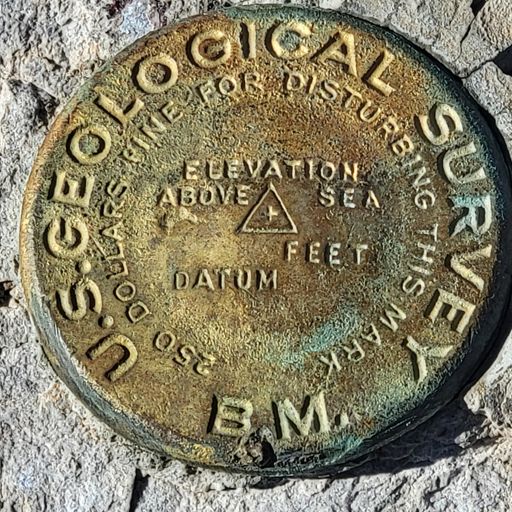 U.S. GEOLOGICAL SURVEY
250 DOLLARS FINE FOR DISTURBING THIS MARK
ELEVATION
ABOVE SEA
FEET
DATUM
B M.